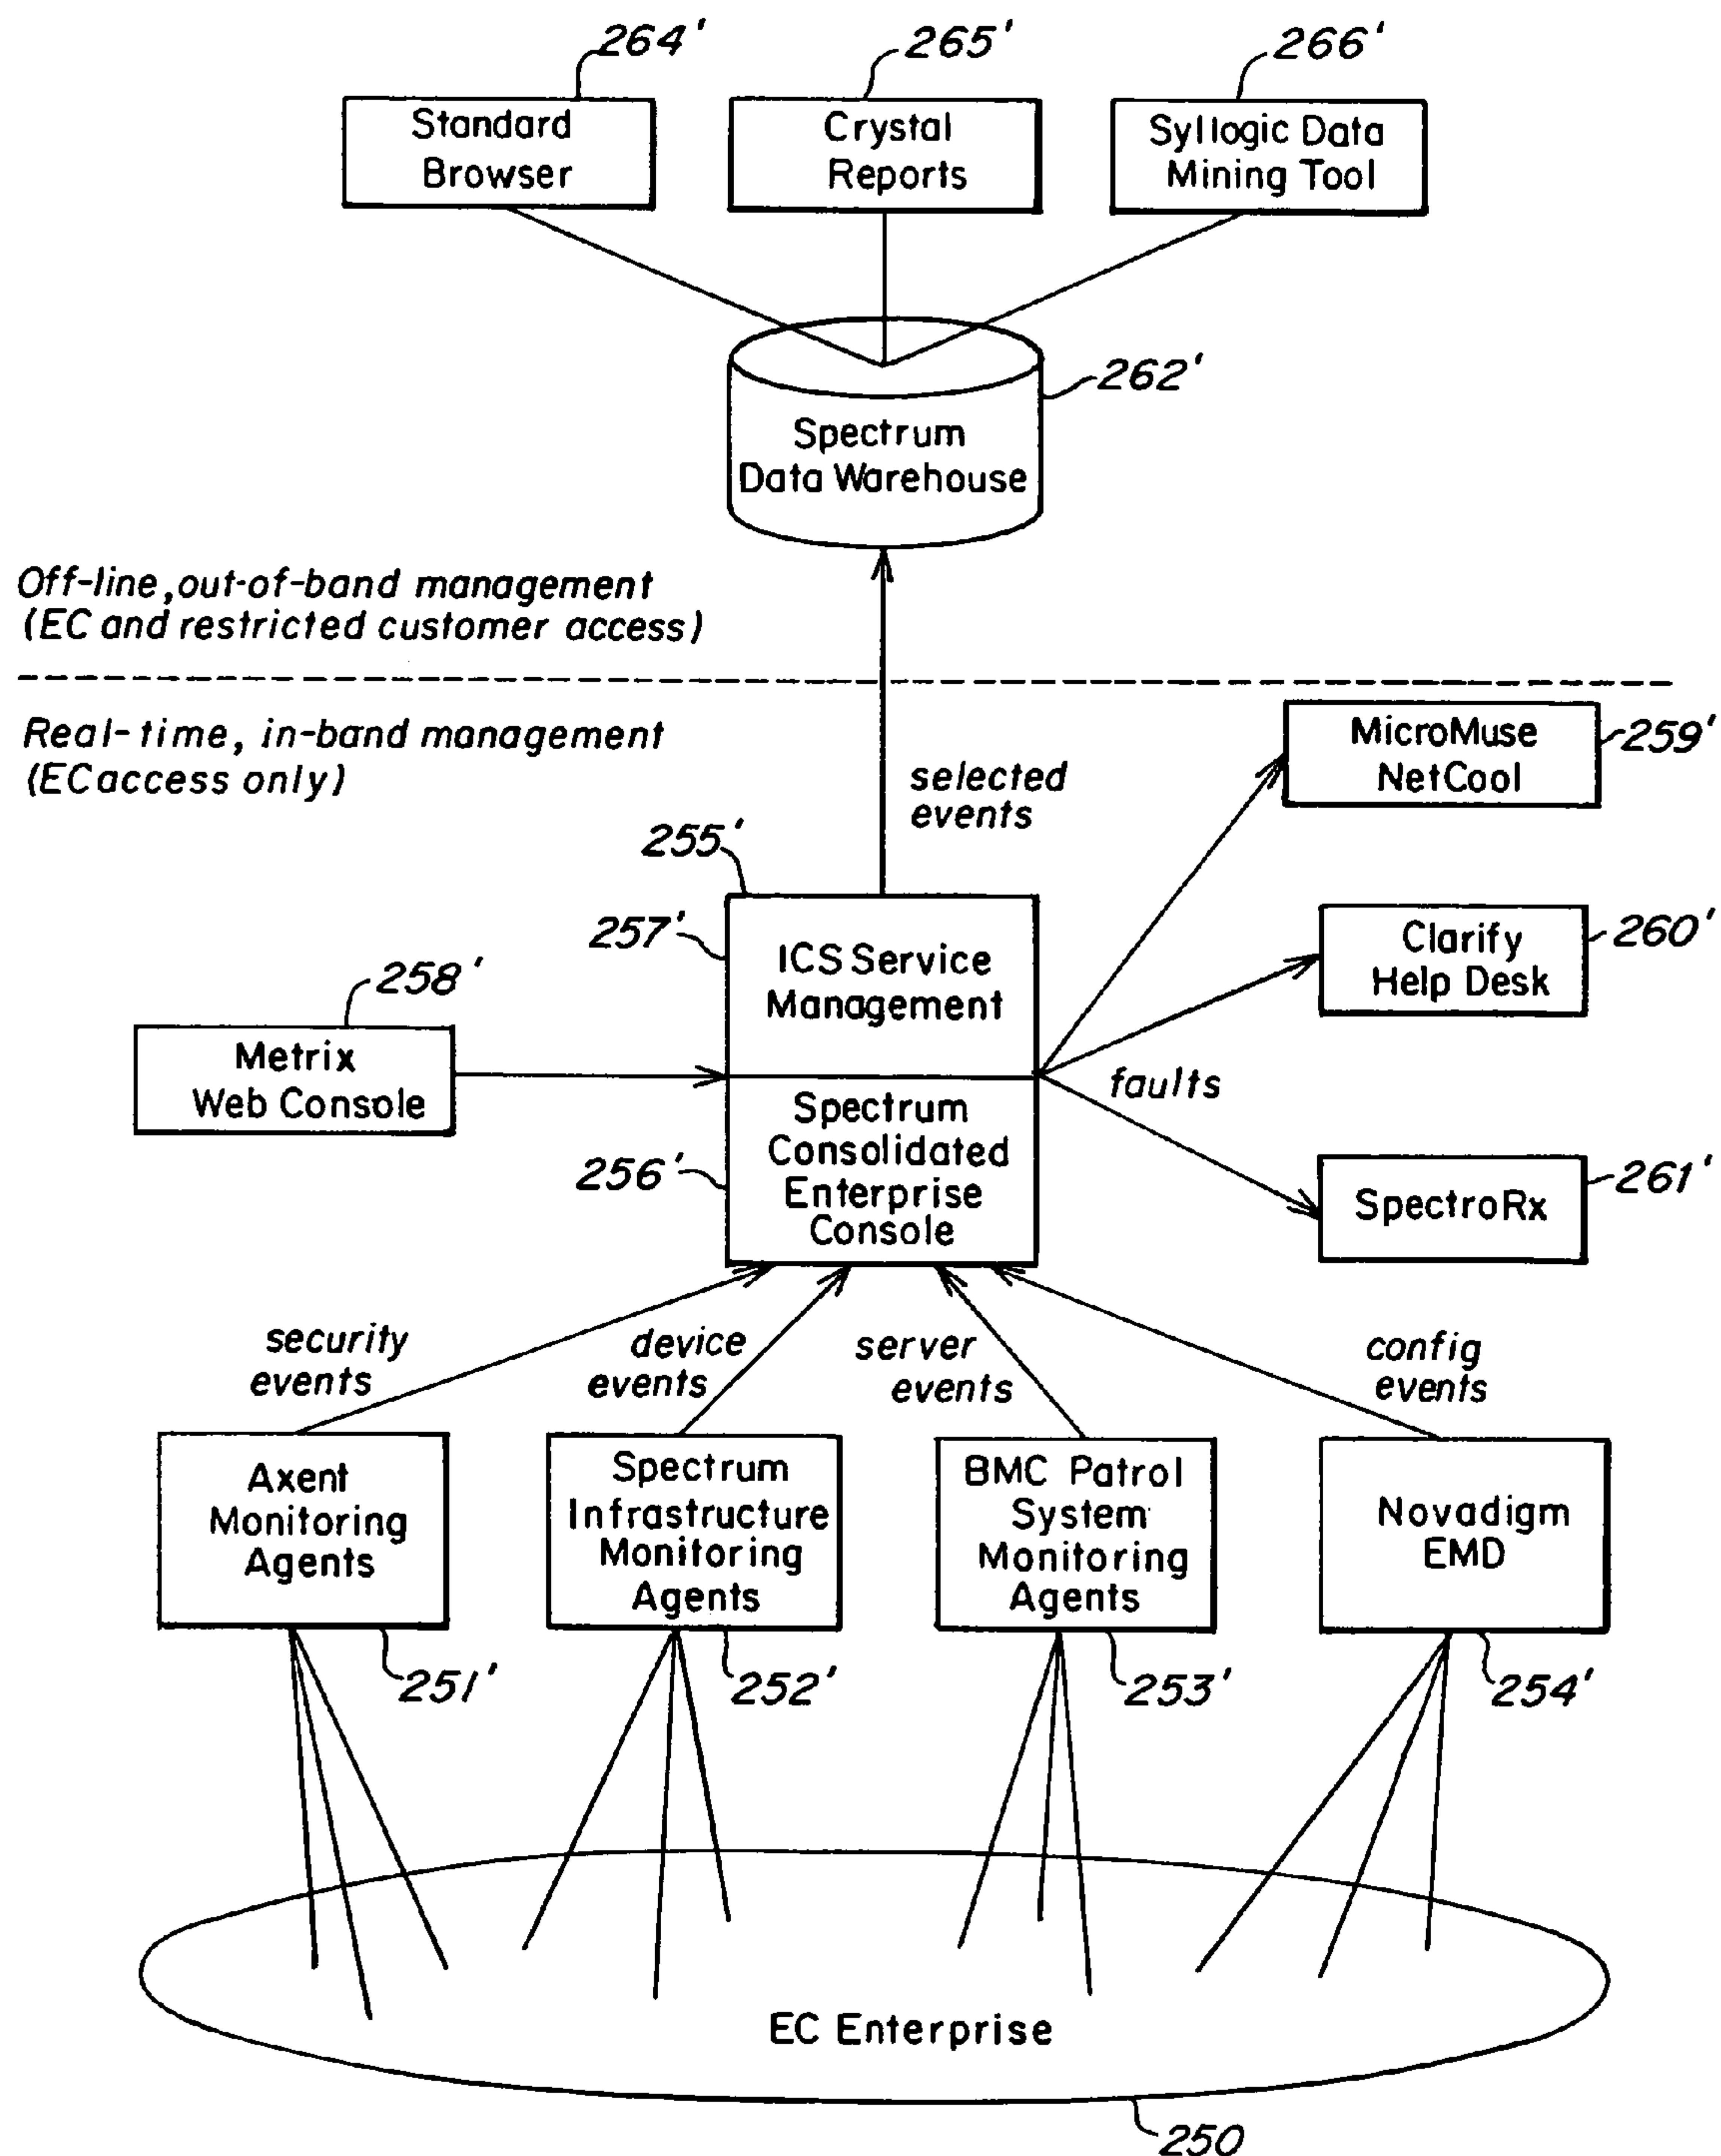 264'
265'
266'
Standard
Browser
Crystal
Reports
Syllogic Data
Mining Tool
262'
Spectrum
Data Warehouse
Off-line, out-of-band management
(EC and restricted customer access)
Real-time, in-band management
(EC access only)
selected
events
MicroMuse
NetCool
259'
255'
257'
ICS Service
Management
Clarify
Help Desk
260'
258'
Metrix
Web Console
faults
256'
Spectrum
Consolidated
Enterprise
Console
SpectroRx
261'
security
events
device
events
server
events
config
events
Axent
Monitoring
Agents
Spectrum
Infrastructure
Monitoring
Agents
BMC Patrol
System
Monitoring
Agents
Novadigm
EMD
251'
252'
253'
254'
EC Enterprise
250